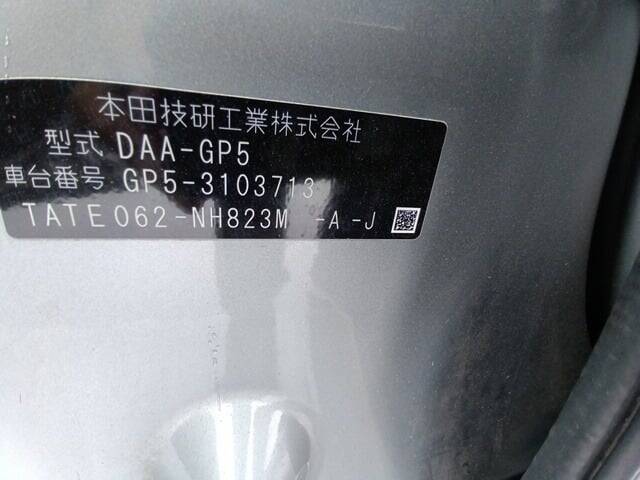 本田技研工業株式会社
型式 DAA-GP5
車台番号 GP5-3103713
TATE062-NH823M -A-J